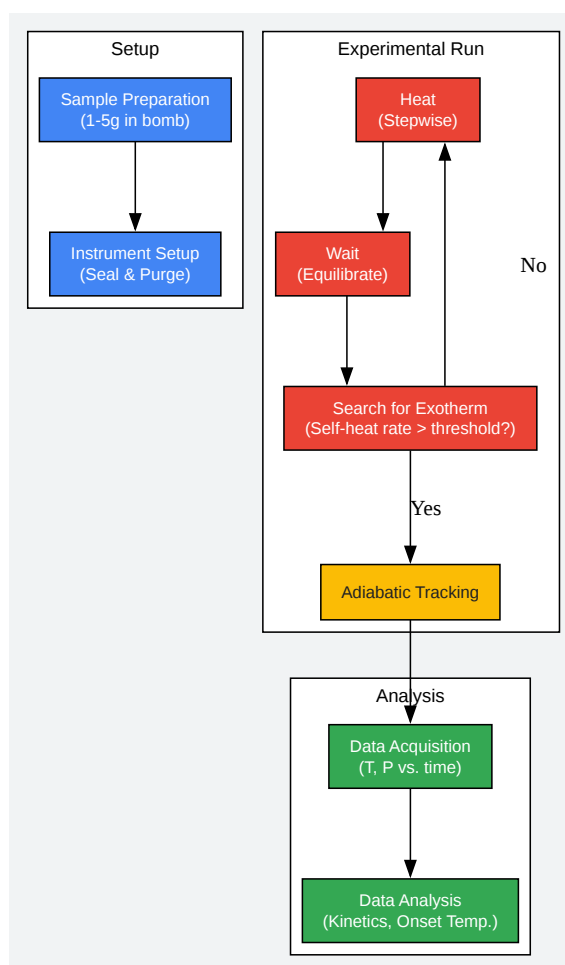 Setup
Sample Preparation
(1-5g in bomb)
Instrument Setup
(Seal & Purge)
Experimental Run
Heat
(Stepwise)
Wait
(Equilibrate)
No
Search for Exotherm
(Self-heat rate > threshold?)
Yes
Adiabatic Tracking
Analysis
Data Acquisition
(T, P vs. time)
Data Analysis
(Kinetics, Onset Temp.)